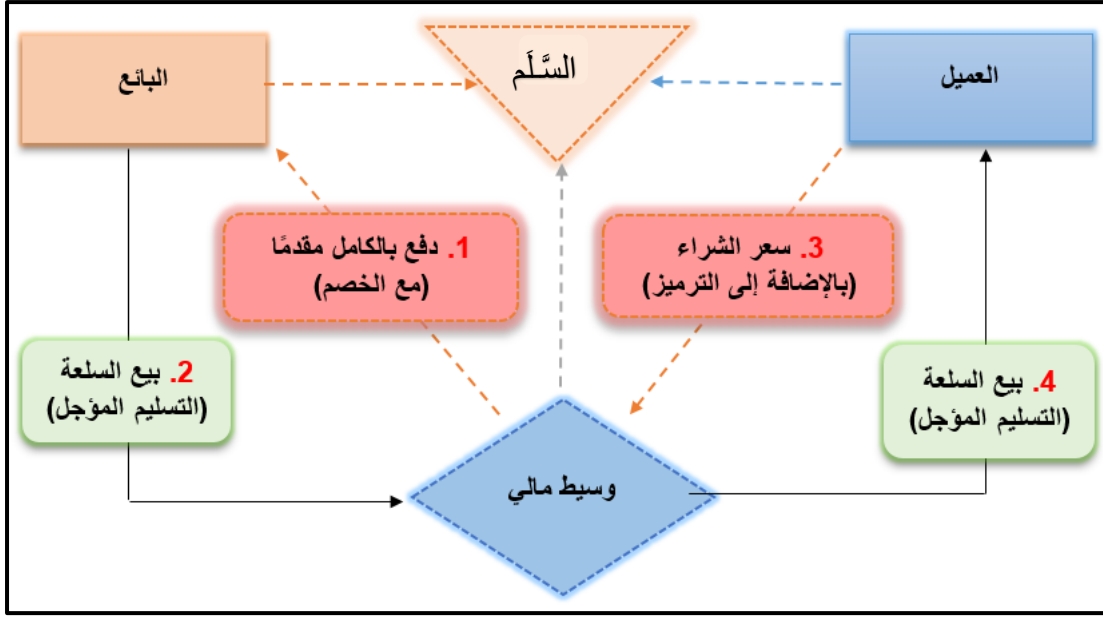 العميل
السَّلَم
البائع
3. سعر الشراء
(بالإضافة إلى الترميز)
1. دفع بالكامل مقدمًا
(مع الخصم)
4. بيع السلعة
(التسليم المؤجل)
2. بيع السلعة
(التسليم المؤجل)
وسيط مالي